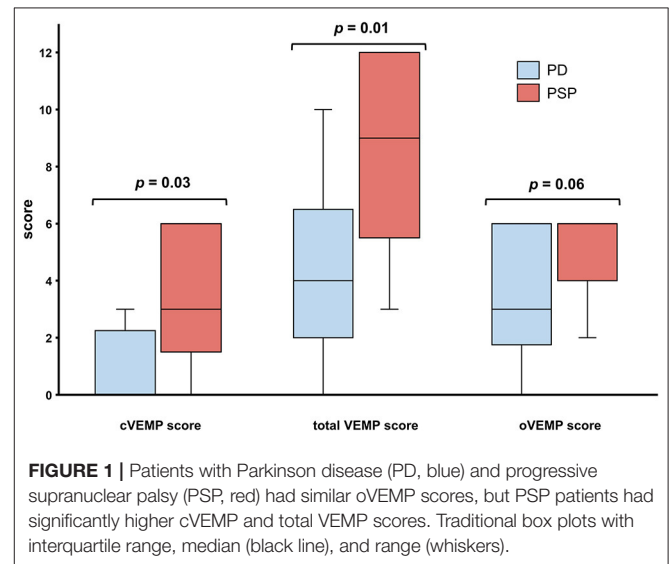 p = 0.01
12
PD
PSP
10
8
p = 0.03
p = 0.06
6
score
4
2
0
cVEMP score
total VEMP score
oVEMP score
FIGURE 1 | Patients with Parkinson disease (PD, blue) and progressive
supranuclear palsy (PSP, red) had similar oVEMP scores, but PSP patients had
significantly higher cVEMP and total VEMP scores. Traditional box plots with
interquartile range, median (black line), and range (whiskers).